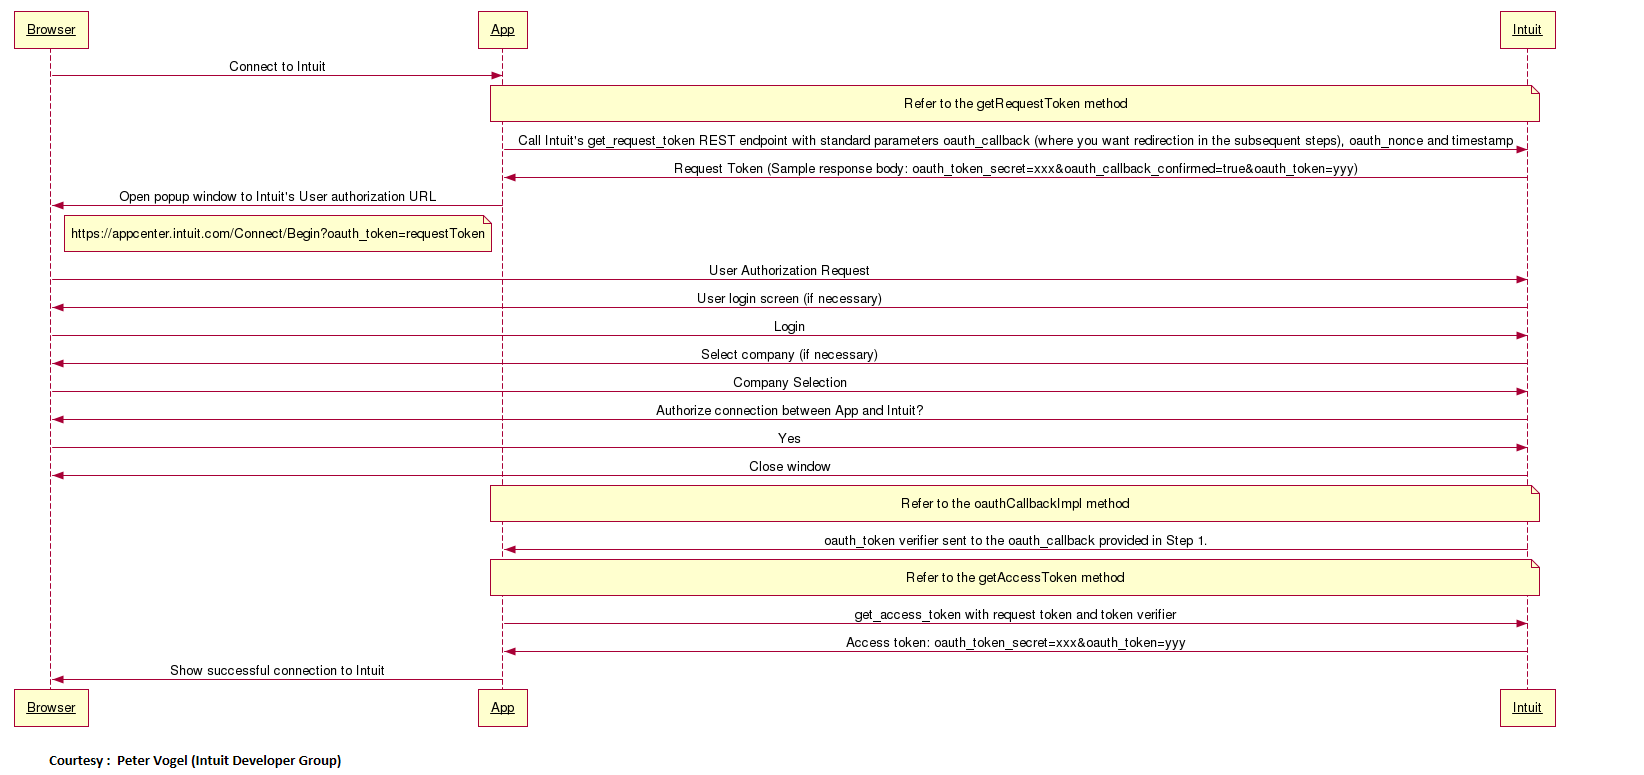 Browser
App
Intuit
Connect to Intuit
Refer to the getRequestToken method
Call Intuit's get_request_token REST endpoint with standard parameters oauth_callback (where you want redirection in the subsequent steps), oauth_nonce and timestamp
Request Token (Sample response body: oauth_token_secret=xxx&oauth_callback_confirmed=true&oauth_token=yyy)
Open popup window to Intuit's User authorization URL
https://appcenter.intuit.com/Connect/Begin?oauth_token=requestToken
User Authorization Request
User login screen (if necessary)
Login
Select company (if necessary)
Company Selection
Authorize connection between App and Intuit?
Yes
Close window
Refer to the oauthCallbackImpl method
oauth_token verifier sent to the oauth_callback provided in Step 1.
Refer to the getAccessToken method
get_access_token with request token and token verifier
Access token: oauth_token_secret=xxx&oauth_token=yyy
Show successful connection to Intuit
Browser
App
Intuit
Courtesy :  Peter Vogel (Intuit Developer Group)